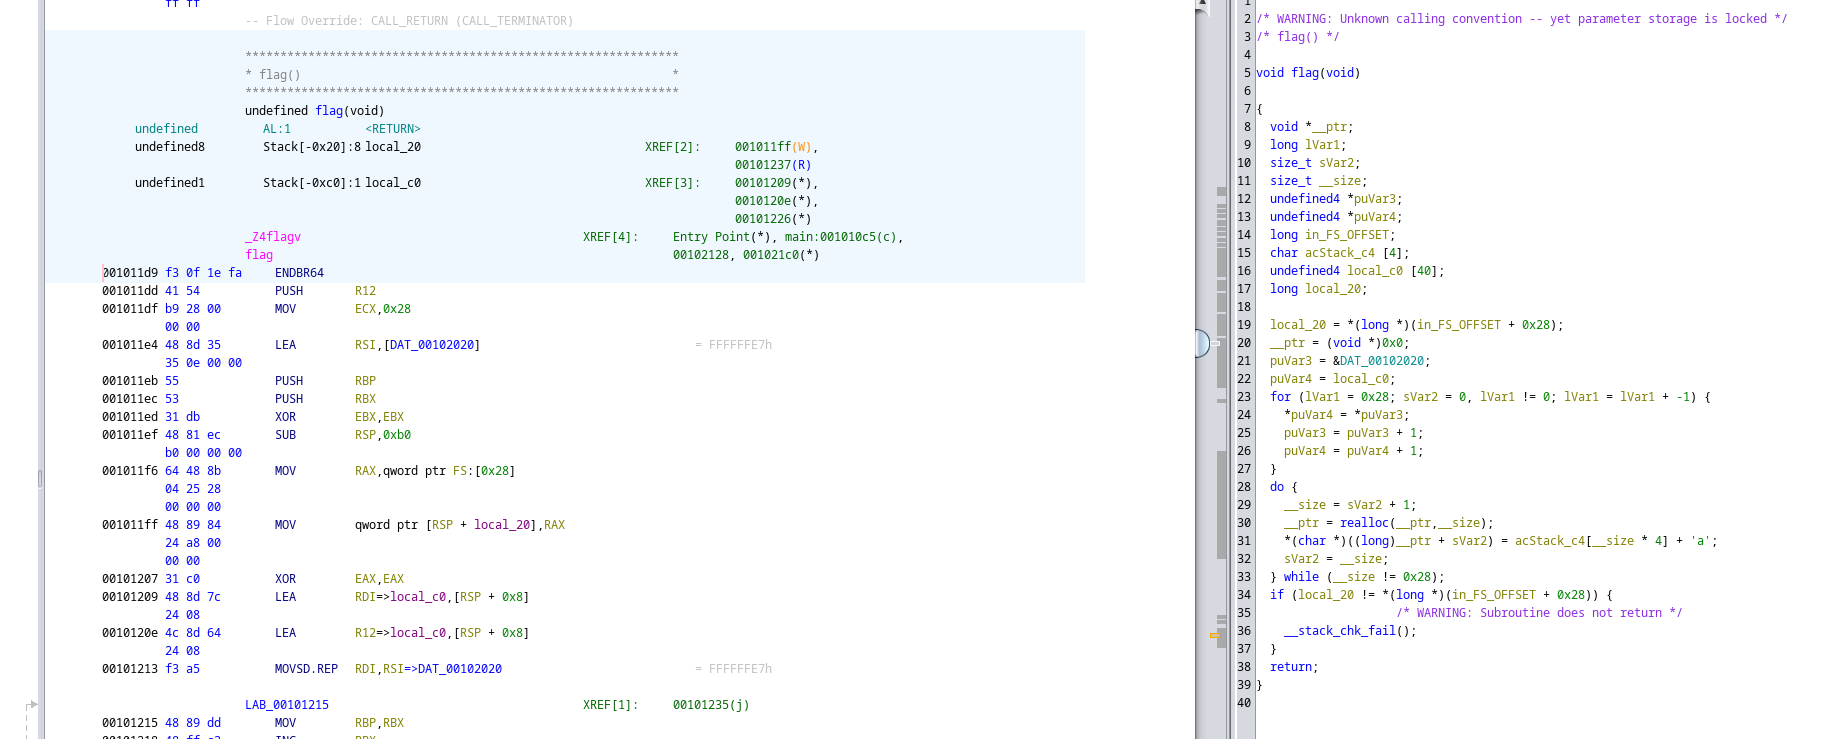 ff ff
-- Flow Override: CALL_RETURN (CALL_TERMINATOR)
**************************************************************
* flag()                                                     *
**************************************************************
undefined flag(void)
undefined AL:1 <RETURN>
undefined8 Stack[-0x20]:8 local_20 XREF[2]: 001011ff(W),
00101237(R)
undefined1 Stack[-0xc0]:1 local_c0 XREF[3]: 00101209(*),
0010120e(*),
00101226(*)
_Z4flagv XREF[4]: Entry Point(*), main:001010c5(c),
flag 00102128, 001021c0(*)
001011d9 f3 0f 1e fa ENDBR64
001011dd 41 54 PUSH R12
001011df b9 28 00 MOV ECX,0x28
00 00
001011e4 48 8d 35 LEA RSI,[DAT_00102020] = FFFFFFE7h
35 0e 00 00
001011eb 55 PUSH RBP
001011ec 53 PUSH RBX
001011ed 31 db XOR EBX,EBX
001011ef 48 81 ec SUB RSP,0xb0
b0 00 00 00
001011f6 64 48 8b MOV RAX,qword ptr FS:[0x28]
04 25 28
00 00 00
001011ff 48 89 84 MOV qword ptr [RSP + local_20],RAX
24 a8 00
00 00
00101207 31 c0 XOR EAX,EAX
00101209 48 8d 7c LEA RDI=>local_c0,[RSP + 0x8]
24 08
0010120e 4c 8d 64 LEA R12=>local_c0,[RSP + 0x8]
24 08
00101213 f3 a5 MOVSD.REP RDI,RSI=>DAT_00102020 = FFFFFFE7h
LAB_00101215 XREF[1]: 00101235(j)
00101215 48 89 dd MOV RBP,RBX
00101218 48 ff c3 INC RBX
1
2 /* WARNING: Unknown calling convention -- yet parameter storage is locked */
3 /* flag() */
4
5 void flag(void)
6
7 {
8 void *__ptr;
9 long lVar1;
10 size_t sVar2;
11 size_t __size;
12 undefined4 *puVar3;
13 undefined4 *puVar4;
14 long in_FS_OFFSET;
15 char acStack_c4 [4];
16 undefined4 local_c0 [40];
17 long local_20;
18
19 local_20 = *(long *)(in_FS_OFFSET + 0x28);
20 __ptr = (void *)0x0;
21 puVar3 = &DAT_00102020;
22 puVar4 = local_c0;
23 for (lVar1 = 0x28; sVar2 = 0, lVar1 != 0; lVar1 = lVar1 + -1) {
24 *puVar4 = *puVar3;
25 puVar3 = puVar3 + 1;
26 puVar4 = puVar4 + 1;
27 }
28 do {
29 __size = sVar2 + 1;
30 __ptr = realloc(__ptr,__size);
31 *(char *)((long)__ptr + sVar2) = acStack_c4[__size * 4] + 'a';
32 sVar2 = __size;
33 } while (__size != 0x28);
34 if (local_20 != *(long *)(in_FS_OFFSET + 0x28)) {
35 /* WARNING: Subroutine does not return */
36 __stack_chk_fail();
37 }
38 return;
39 }
40